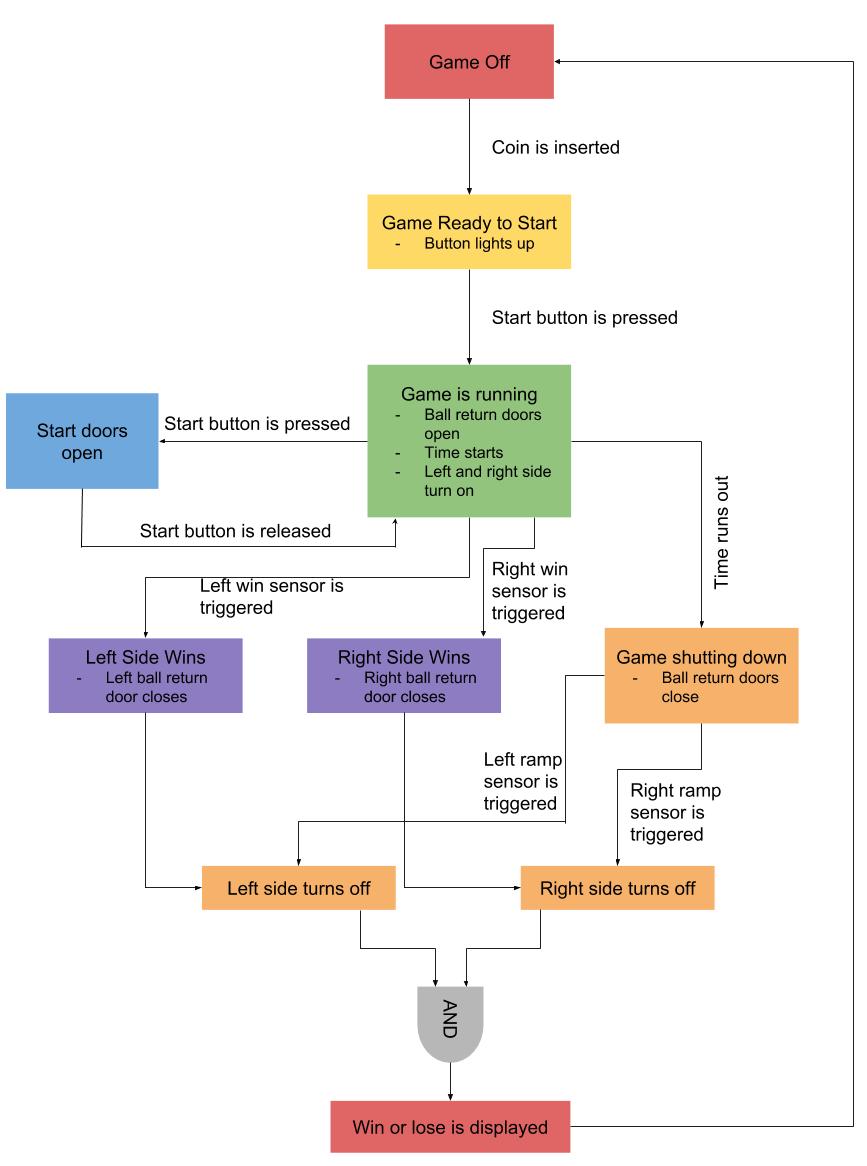 Game Off
Coin is inserted
Game Ready to Start
- Button lights up
Start button is pressed
Game is running
- Ball return doors
open
- Time starts
- Left and right side
turn on
Start button is pressed
Start doors
open
Start button is released
Time runs out
Left win sensor is
triggered
Right win
sensor is
triggered
Left Side Wins
- Left ball return
door closes
Right Side Wins
- Right ball return
door closes
Game shutting down
- Ball return doors
close
Left ramp
sensor is
triggered
Right ramp
sensor is
triggered
Left side turns off
Right side turns off
AND
Win or lose is displayed